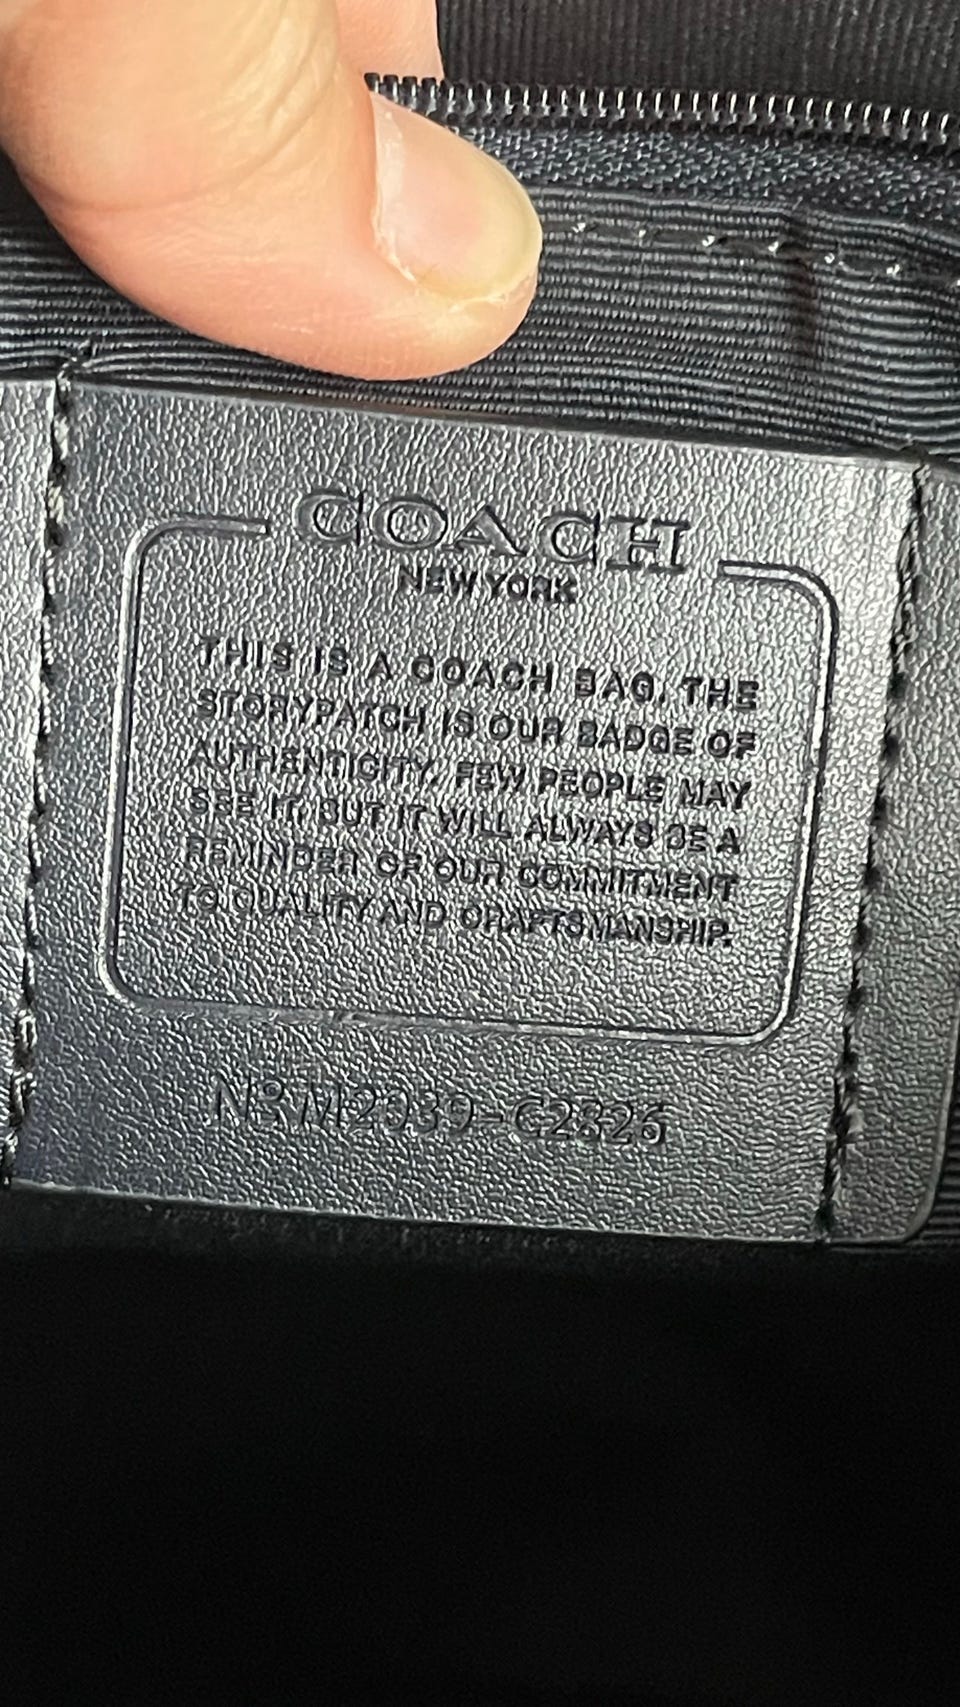 COACH
NEW YORK
THIS IS A COACH BAG. THE
STORYPATCH IS OUR BADGE OF
AUTHENTICITY. FEW PEOPLE MAY
SEE IT, BUT IT WILL ALWAYS BE A
REMINDER OF OUR COMMITMENT
TO QUALITY AND CRAFTSMANSHIP.
Nº M2039-C2826